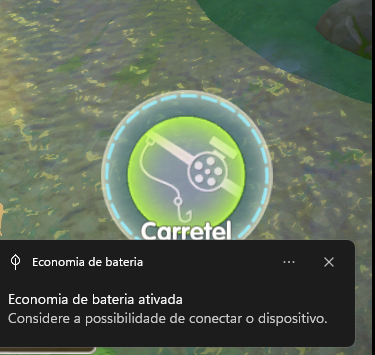 Carretel
Economia de bateria
Economia de bateria ativada
Considere a possibilidade de conectar o dispositivo.